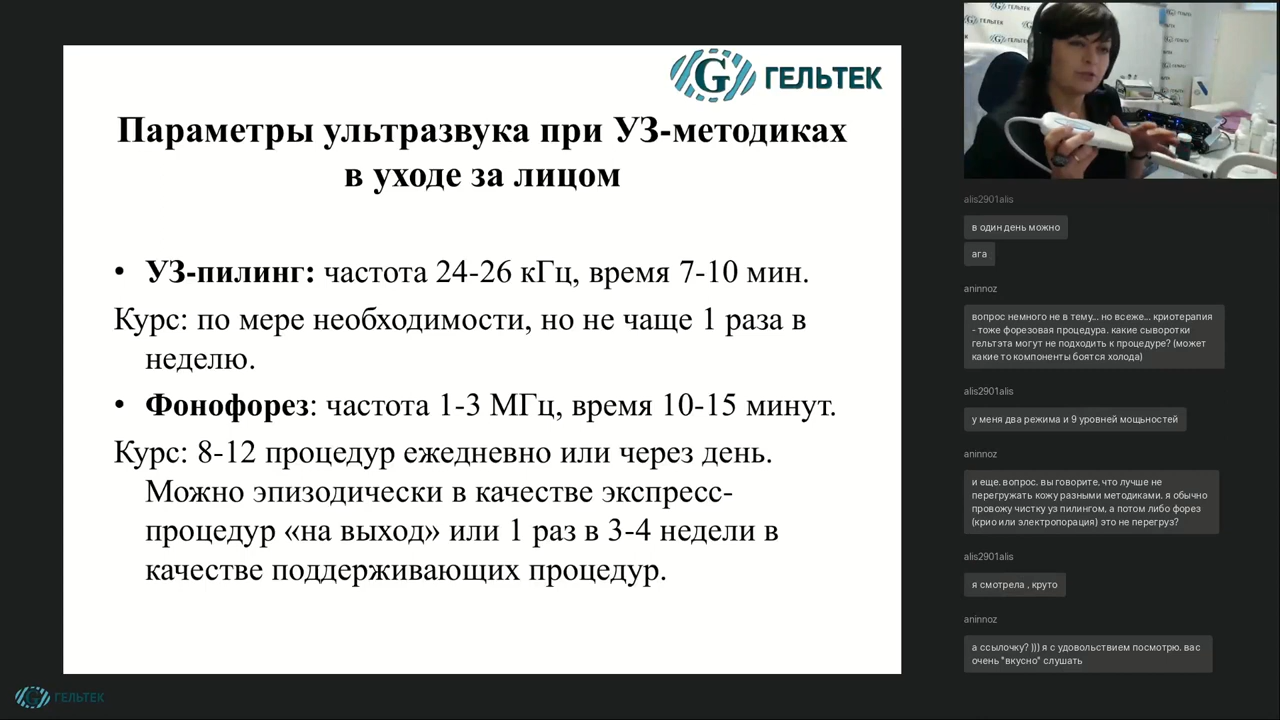 ГЕЛЬТЕК
Параметры ультразвука при УЗ-методиках
в уходе за лицом
• УЗ-пилинг: частота 24-26 кГц, время 7-10 мин.
Курс: по мере необходимости, но не чаще 1 раза в
неделю.
• Фонофорез: частота 1-3 МГц, время 10-15 минут.
Курс: 8-12 процедур ежедневно или через день.
Можно эпизодически в качестве экспресс-
процедур «на выход» или 1 раз в 3-4 недели в
качестве поддерживающих процедур.
ГЕЛЬТЕК
alis2901alis
в один день можно
ага
aninnoz
вопрос немного не в тему... но всеже... криотерапия
- тоже форезовая процедура. какие сыворотки
гельтэта могут не подходить к процедуре? (может
какие то компоненты боятся холода)
alis2901alis
у меня два режима и 9 уровней мощьностей
aninnoz
и еще. вопрос. вы говорите, что лучше не
перегружать кожу разными методиками. я обычно
провожу чистку уз пилингом, а потом либо форез
(крио или электропорация) это не перегруз?
alis2901alis
я смотрела , круто
aninnoz
а ссылочку? ))) я с удовольствием посмотрю. вас
очень "вкусно" слушать